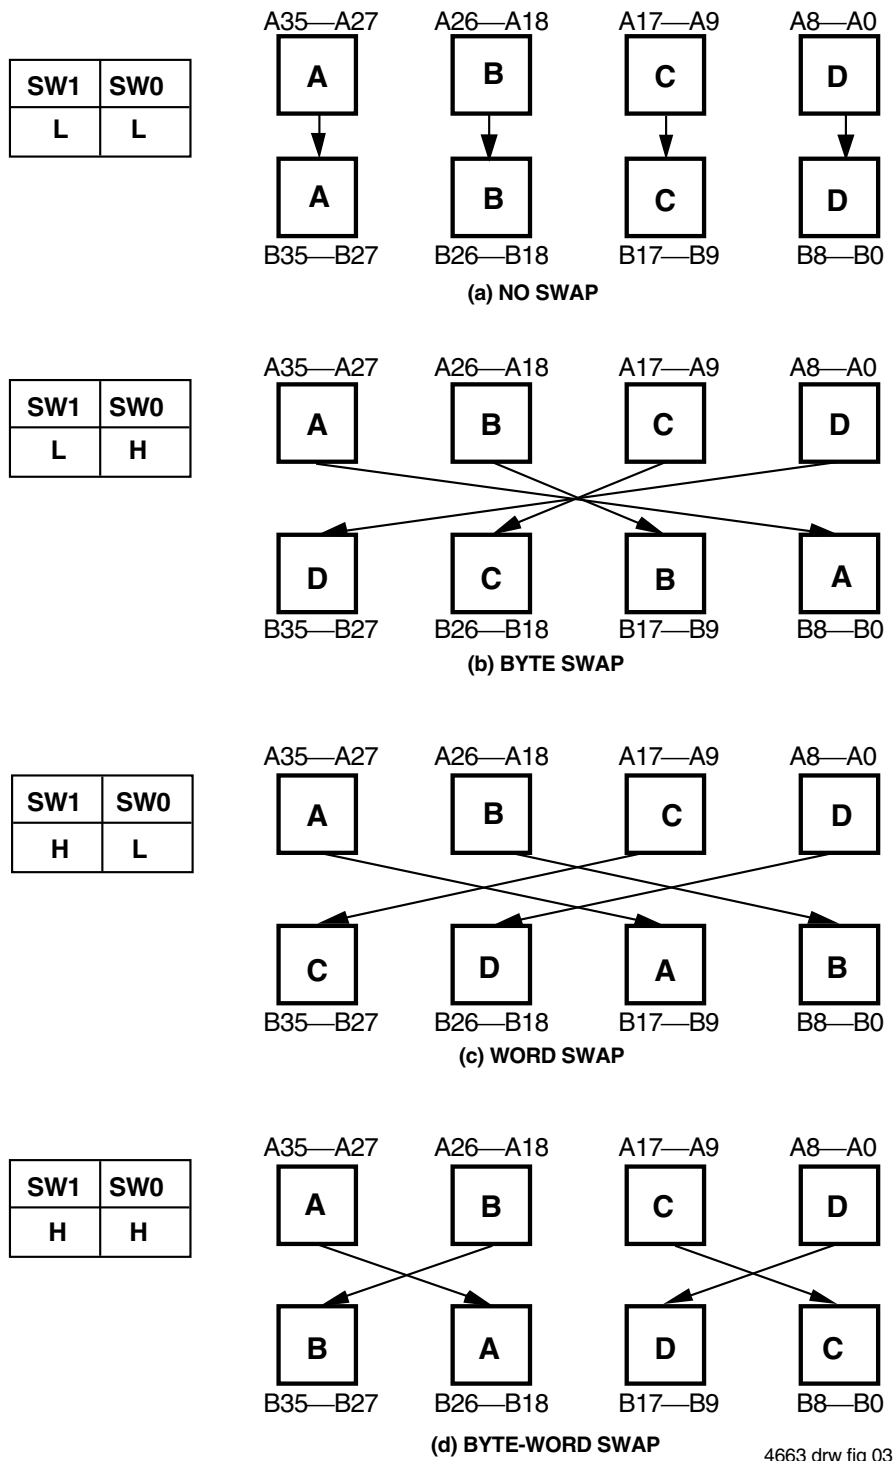 A35—A27 A26—A18 A17—A9 A8—A0
SW1 SW0
L L
A B C D
A B C D
B35—B27 B26—B18 B17—B9 B8—B0
(a) NO SWAP
A35—A27 A26—A18 A17—A9 A8—A0
SW1 SW0
L H
A B C D
D C B A
B35—B27 B26—B18 B17—B9 B8—B0
(b) BYTE SWAP
A35—A27 A26—A18 A17—A9 A8—A0
SW1 SW0
H L
A B C D
C D A B
B35—B27 B26—B18 B17—B9 B8—B0
(c) WORD SWAP
A35—A27 A26—A18 A17—A9 A8—A0
SW1 SW0
H H
A B C D
B A D C
B35—B27 B26—B18 B17—B9 B8—B0
(d) BYTE-WORD SWAP
4663 drw fig 03